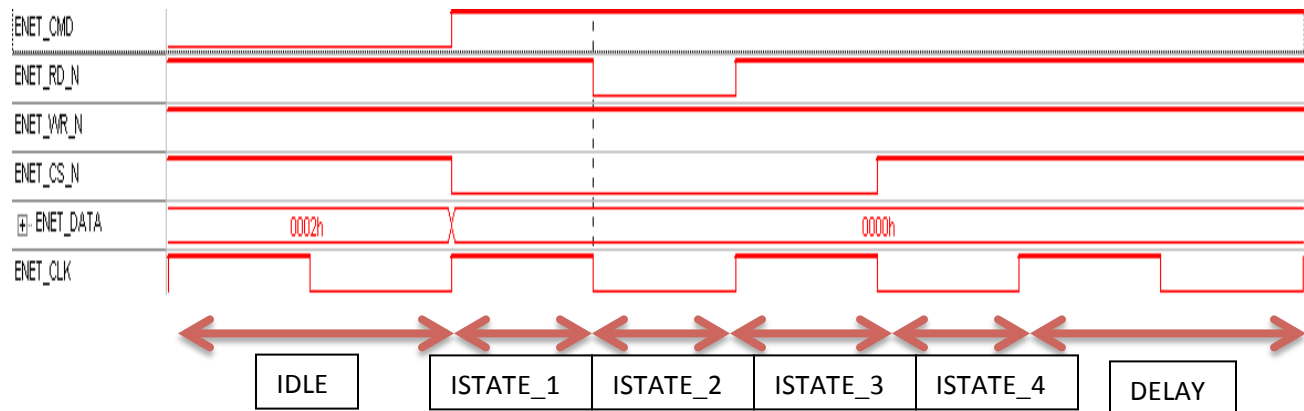 ENET_CMD
ENET_RD_N
ENET_WR_N
ENET_CS_N
ENET_DATA 0002h 0000h
ENET_CLK
IDLE ISTATE_1 ISTATE_2 ISTATE_3 ISTATE_4 DELAY